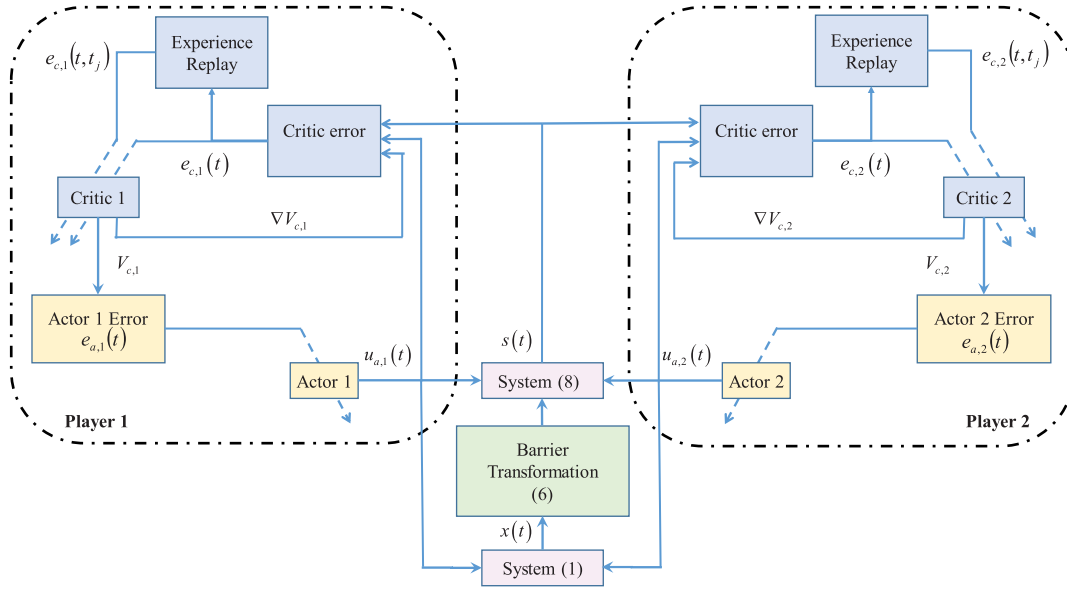 Experience
Replay
e_{c,1}(t, t_j)
Critic error
e_{c,1}(t)
Critic 1
∇V_{c,1}
V_{c,1}
Actor 1 Error
e_{a,1}(t)
Actor 1
u_{a,1}(t)
Player 1
s(t)
System (8)
Barrier
Transformation
(6)
x(t)
System (1)
Experience
Replay
e_{c,2}(t, t_j)
Critic error
e_{c,2}(t)
Critic 2
∇V_{c,2}
V_{c,2}
Actor 2 Error
e_{a,2}(t)
u_{a,2}(t)
Actor 2
Player 2